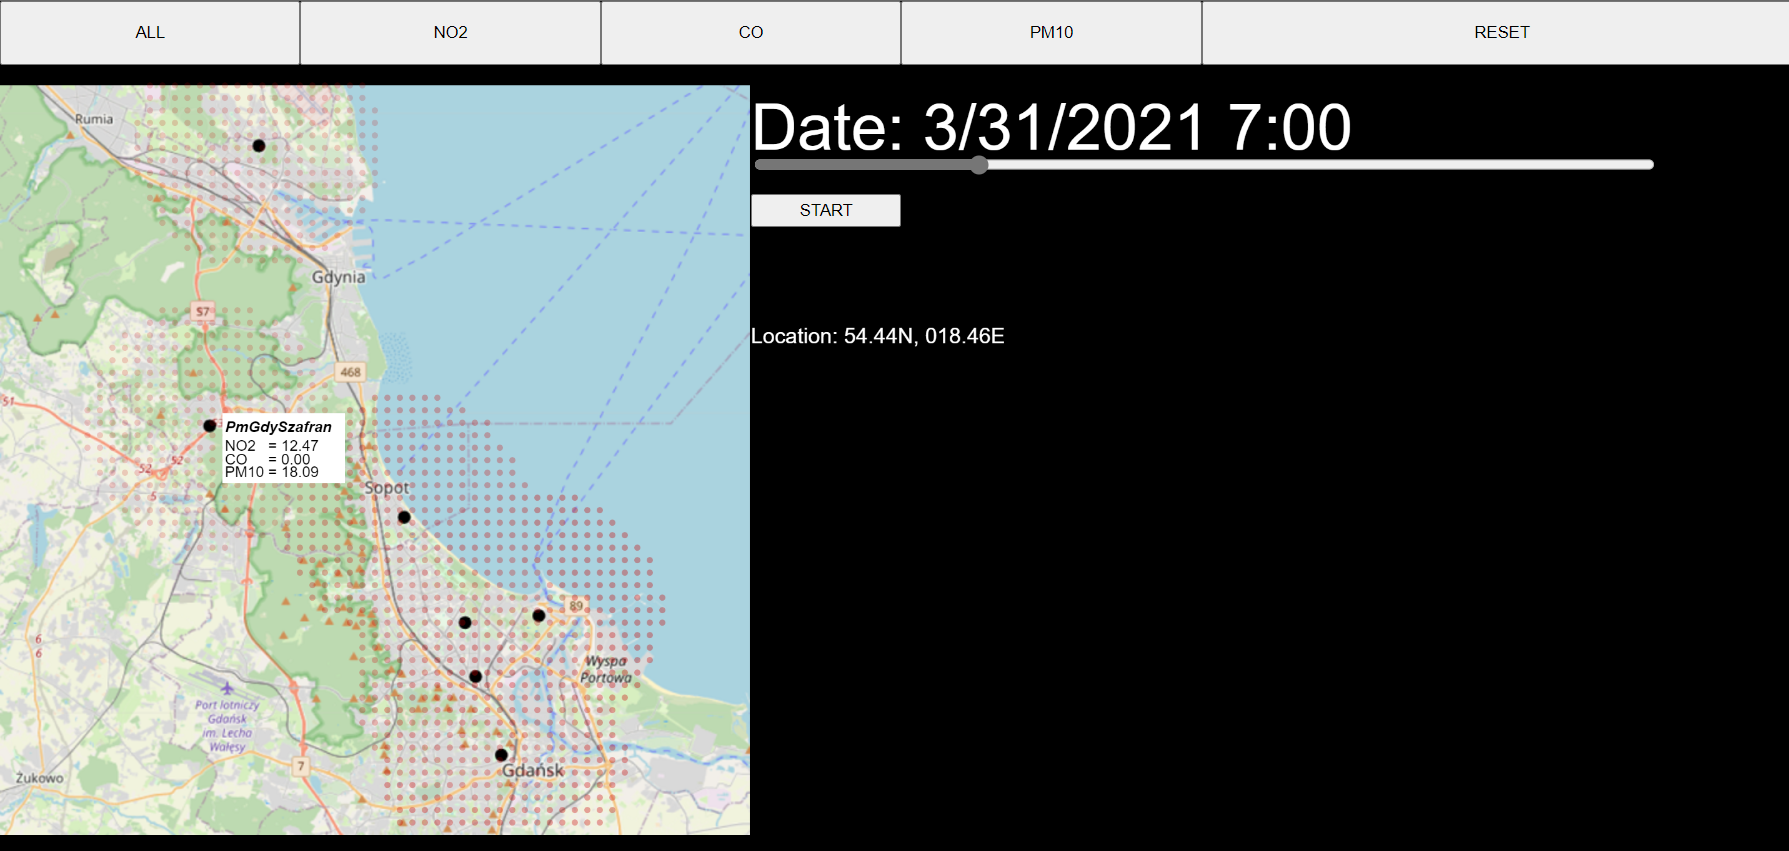 ALL
NO2
CO
PM10
RESET
Date: 3/31/2021 7:00
START
Location: 54.44N, 018.46E
Rumia
Gdynia
S7
468
51
PmGdySzafran
NO2 = 12.47
CO = 0.00
PM10 = 18.09
52
52
5
Sopot
89
6
6
Wyspa
Portowa
Port lotniczy
Gdańsk
im. Lecha
Wałęsy
7
Żukowo
Gdańsk